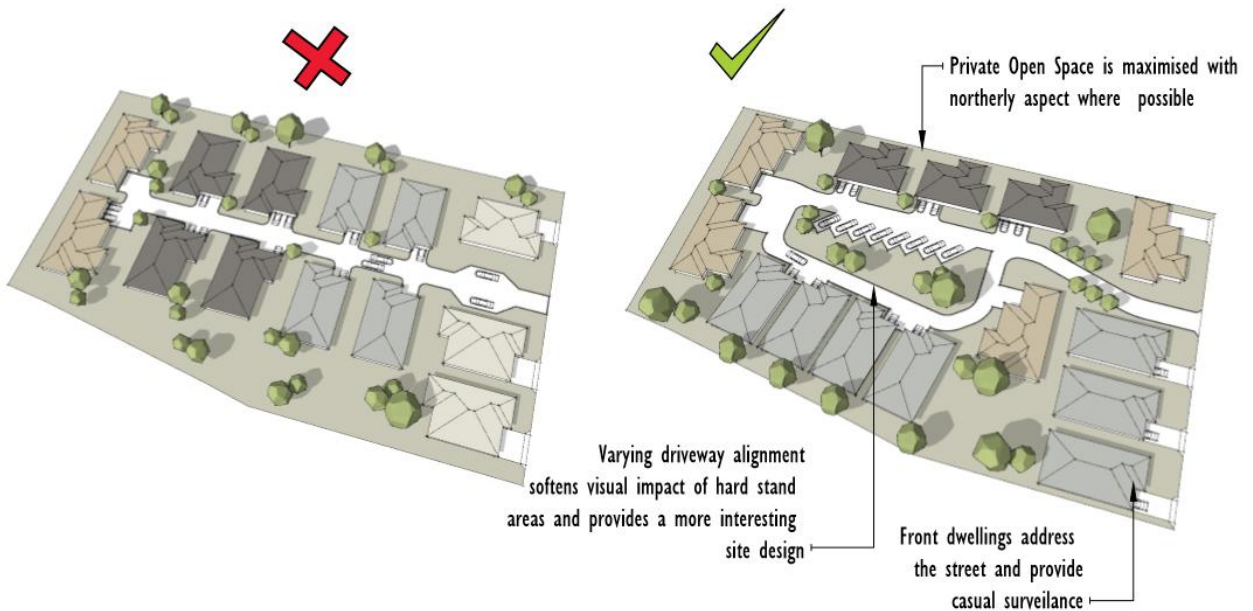 Private Open Space is maximised with
northerly aspect where possible
Varying driveway alignment
softens visual impact of hard stand
areas and provides a more interesting
site design
Front dwellings address
the street and provide
casual surveilance